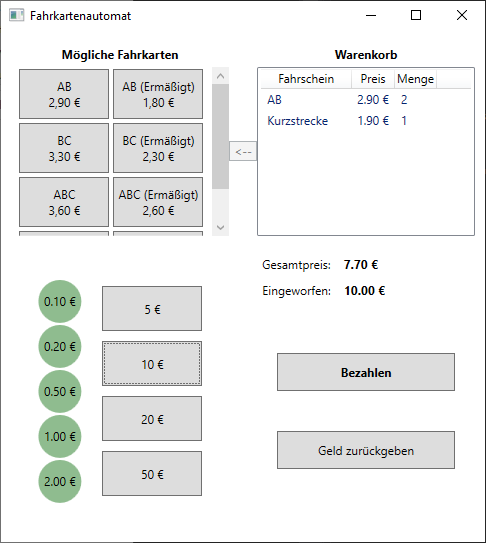 Fahrkartenautomat
Mögliche Fahrkarten
AB
2,90 €
AB (Ermäßigt)
1,80 €
BC
3,30 €
BC (Ermäßigt)
2,30 €
ABC
3,60 €
ABC (Ermäßigt)
2,60 €
<--
Warenkorb
Fahrschein Preis Menge
AB 2.90 € 2
Kurzstrecke 1.90 € 1
Gesamtpreis: 7.70 €
Eingeworfen: 10.00 €
0.10 €
0.20 €
0.50 €
1.00 €
2.00 €
5 €
10 €
20 €
50 €
Bezahlen
Geld zurückgeben